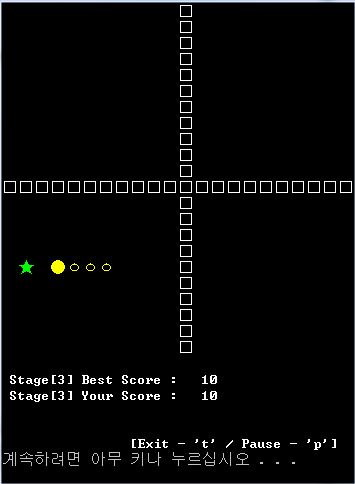 Stage[3] Best Score :   10
Stage[3] Your Score :   10
[Exit - 't' / Pause - 'p']
계속하려면 아무 키나 누르십시오 . . .